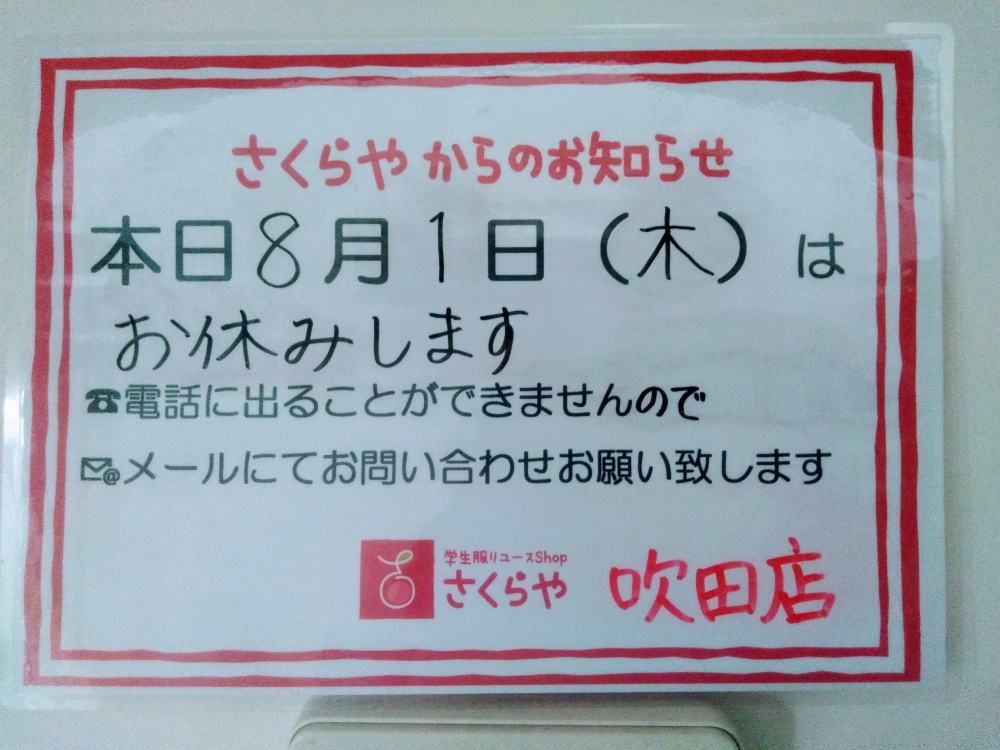 さくらや からのお知らせ
本日8月1日（木）は
お休みします
☎電話に出ることができませんので
✉@メールにてお問い合わせお願い致します
学生服リユースShop
さくらや 吹田店